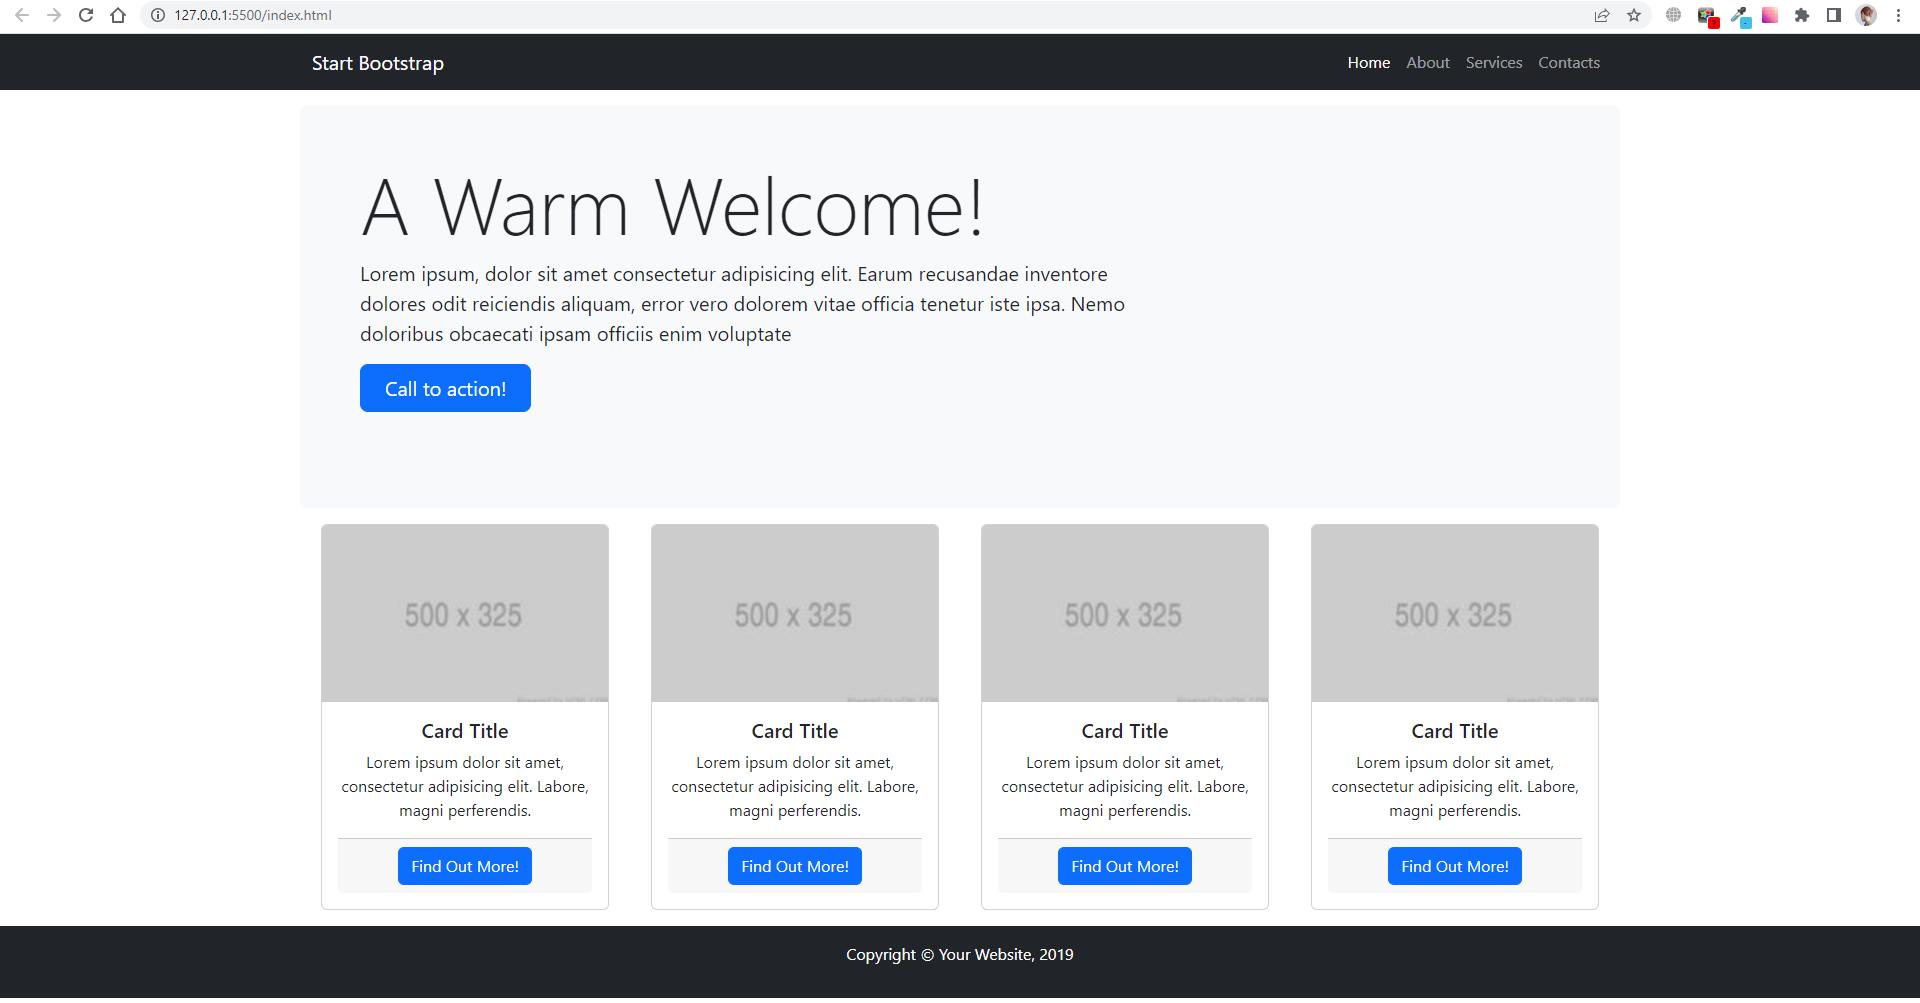 127.0.0.1:5500/index.html
Start Bootstrap
Home About Services Contacts
A Warm Welcome!
Lorem ipsum, dolor sit amet consectetur adipisicing elit. Earum recusandae inventore
dolores odit reiciendis aliquam, error vero dolorem vitae officia tenetur iste ipsa. Nemo
doloribus obcaecati ipsam officiis enim voluptate
Call to action!
500 x 325
Card Title
Lorem ipsum dolor sit amet,
consectetur adipisicing elit. Labore,
magni perferendis.
Find Out More!
500 x 325
Card Title
Lorem ipsum dolor sit amet,
consectetur adipisicing elit. Labore,
magni perferendis.
Find Out More!
500 x 325
Card Title
Lorem ipsum dolor sit amet,
consectetur adipisicing elit. Labore,
magni perferendis.
Find Out More!
500 x 325
Card Title
Lorem ipsum dolor sit amet,
consectetur adipisicing elit. Labore,
magni perferendis.
Find Out More!
Copyright © Your Website, 2019